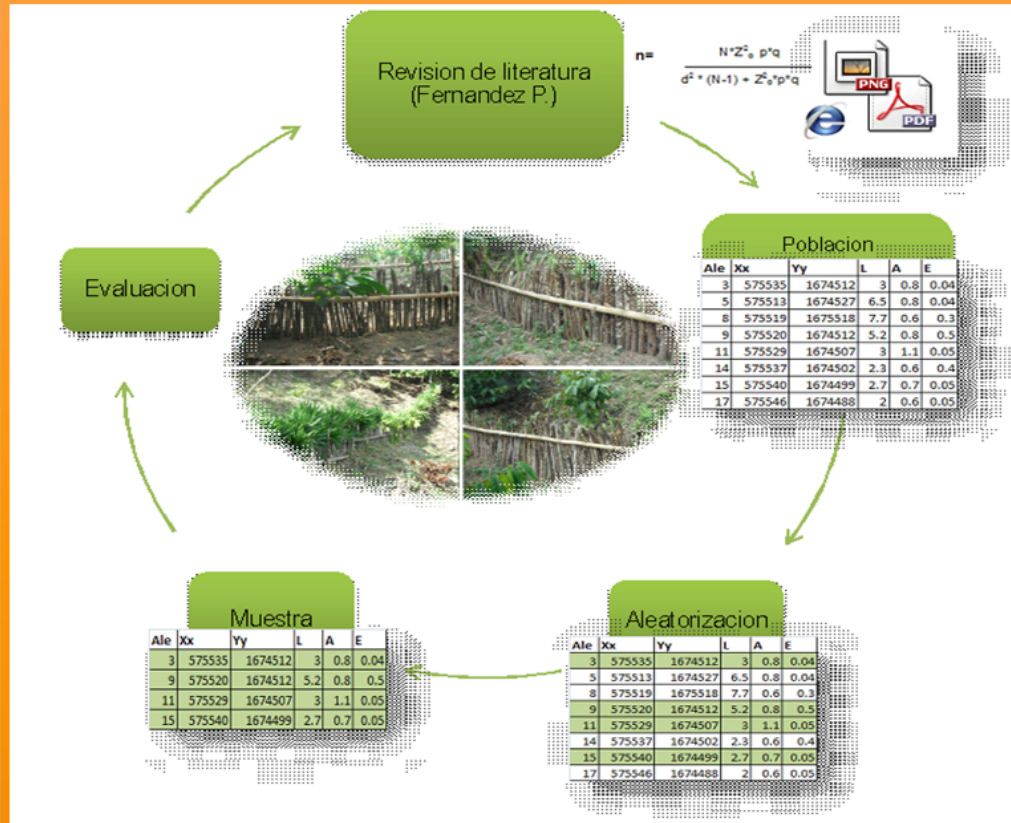 Revision de literatura
(Fernandez P.)
n= N*Z²ₐ p*q
d² * (N-1) + Z²ₐ*p*q
PNG
PDF
Poblacion
Ale Xx Yy L A E
3 575535 1674512 3 0.8 0.04
5 575513 1674527 6.5 0.8 0.04
8 575519 1675518 7.7 0.6 0.3
9 575520 1674512 5.2 0.8 0.5
11 575529 1674507 3 1.1 0.05
14 575537 1674502 2.3 0.6 0.4
15 575540 1674499 2.7 0.7 0.05
17 575546 1674488 2 0.6 0.05
Aleatorizacion
Ale Xx Yy L A E
3 575535 1674512 3 0.8 0.04
5 575513 1674527 6.5 0.8 0.04
8 575519 1675518 7.7 0.6 0.3
9 575520 1674512 5.2 0.8 0.5
11 575529 1674507 3 1.1 0.05
14 575537 1674502 2.3 0.6 0.4
15 575540 1674499 2.7 0.7 0.05
17 575546 1674488 2 0.6 0.05
Muestra
Ale Xx Yy L A E
3 575535 1674512 3 0.8 0.04
9 575520 1674512 5.2 0.8 0.5
11 575529 1674507 3 1.1 0.05
15 575540 1674499 2.7 0.7 0.05
Evaluacion